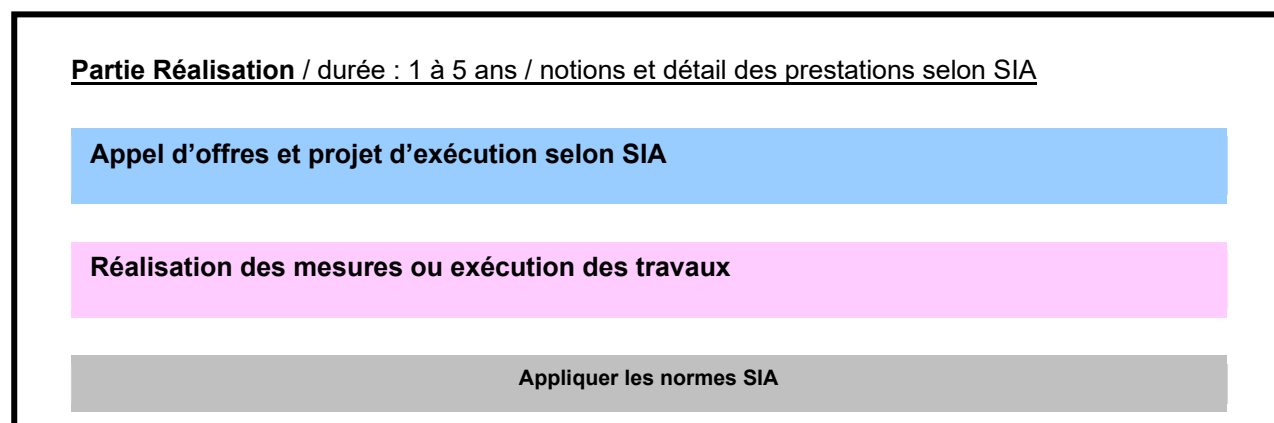 Partie Réalisation / durée : 1 à 5 ans / notions et détail des prestations selon SIA
Appel d’offres et projet d’exécution selon SIA
Réalisation des mesures ou exécution des travaux
Appliquer les normes SIA